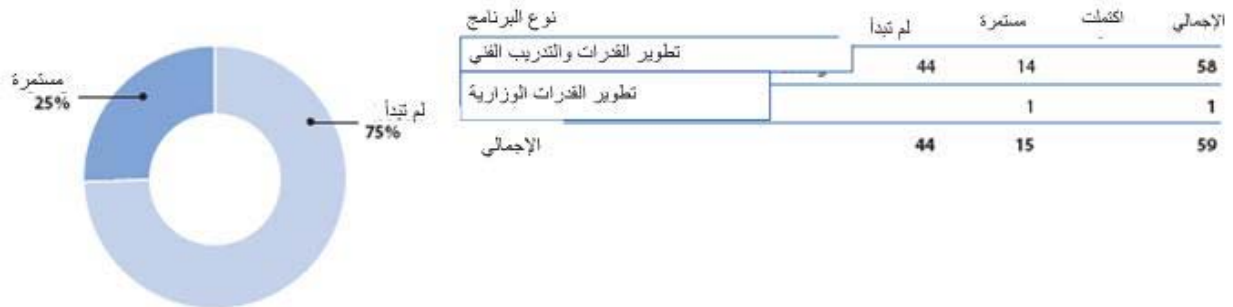 مستمرة
25%
لم تبدأ
75%
نوع البرنامج لم تبدأ مستمرة اكتملت الإجمالي
تطوير القدرات والتدريب الفني 44 14 58
تطوير القدرات الوزارية 1 1
الإجمالي 44 15 59